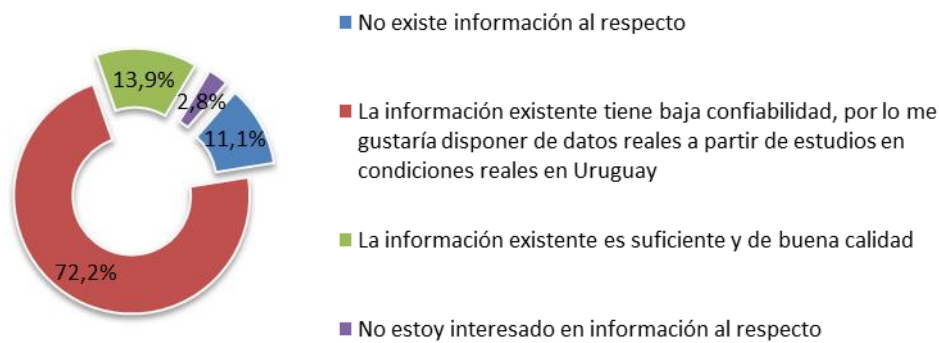 No existe información al respecto
13,9%
2,8%
11,1%
La información existente tiene baja confiabilidad, por lo me
gustaría disponer de datos reales a partir de estudios en
condiciones reales en Uruguay
La información existente es suficiente y de buena calidad
72,2%
No estoy interesado en información al respecto